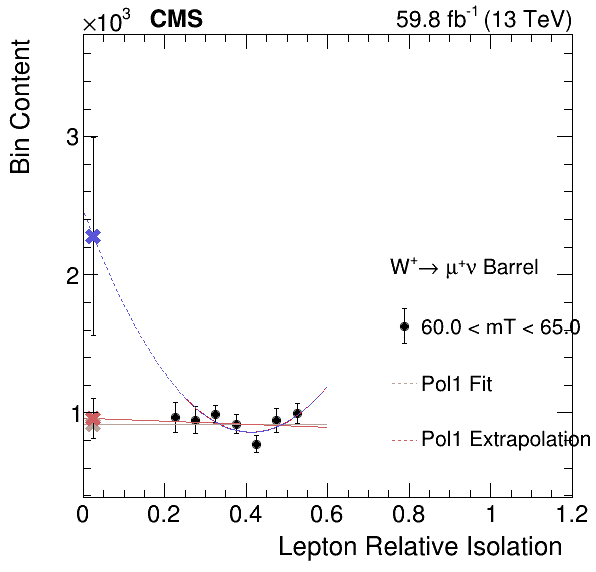 ×10³ CMS 59.8 fb⁻¹ (13 TeV)
Bin Content
3
2
1
W⁺→ μ⁺ν Barrel
60.0 < mT < 65.0
Pol1 Fit
Pol1 Extrapolation
0 0.2 0.4 0.6 0.8 1 1.2
Lepton Relative Isolation